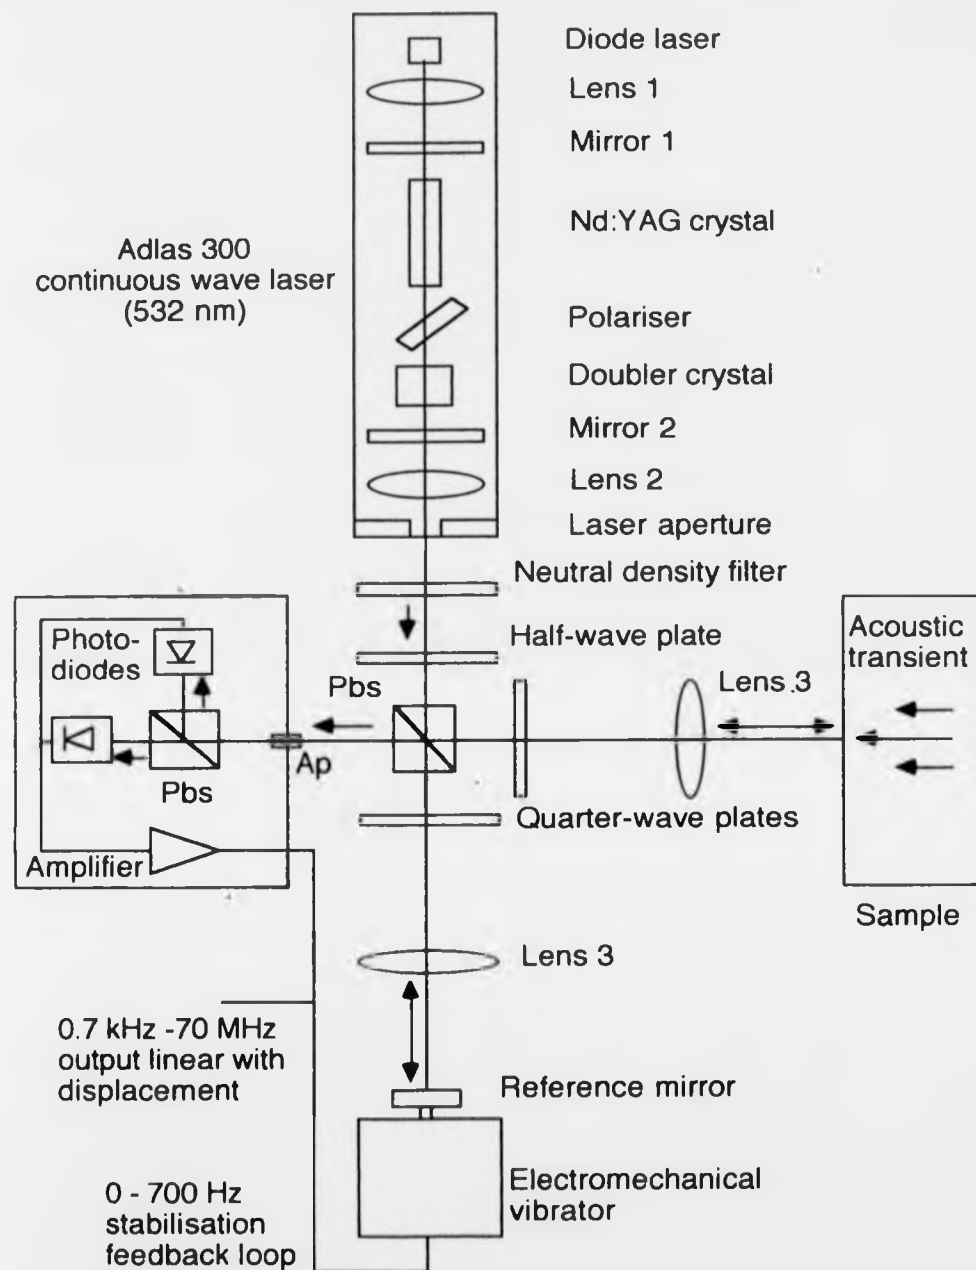 Diode laser
Lens 1
Mirror 1
Nd:YAG crystal
Adlas 300
continuous wave laser
(532 nm)
Polariser
Doubler crystal
Mirror 2
Lens 2
Laser aperture
Neutral density filter
Half-wave plate
Photo-
diodes
Pbs
Lens 3
Acoustic
transient
Ap
Pbs
Quarter-wave plates
Amplifier
Sample
Lens 3
0.7 kHz -70 MHz
output linear with
displacement
Reference mirror
Electromechanical
vibrator
0 - 700 Hz
stabilisation
feedback loop